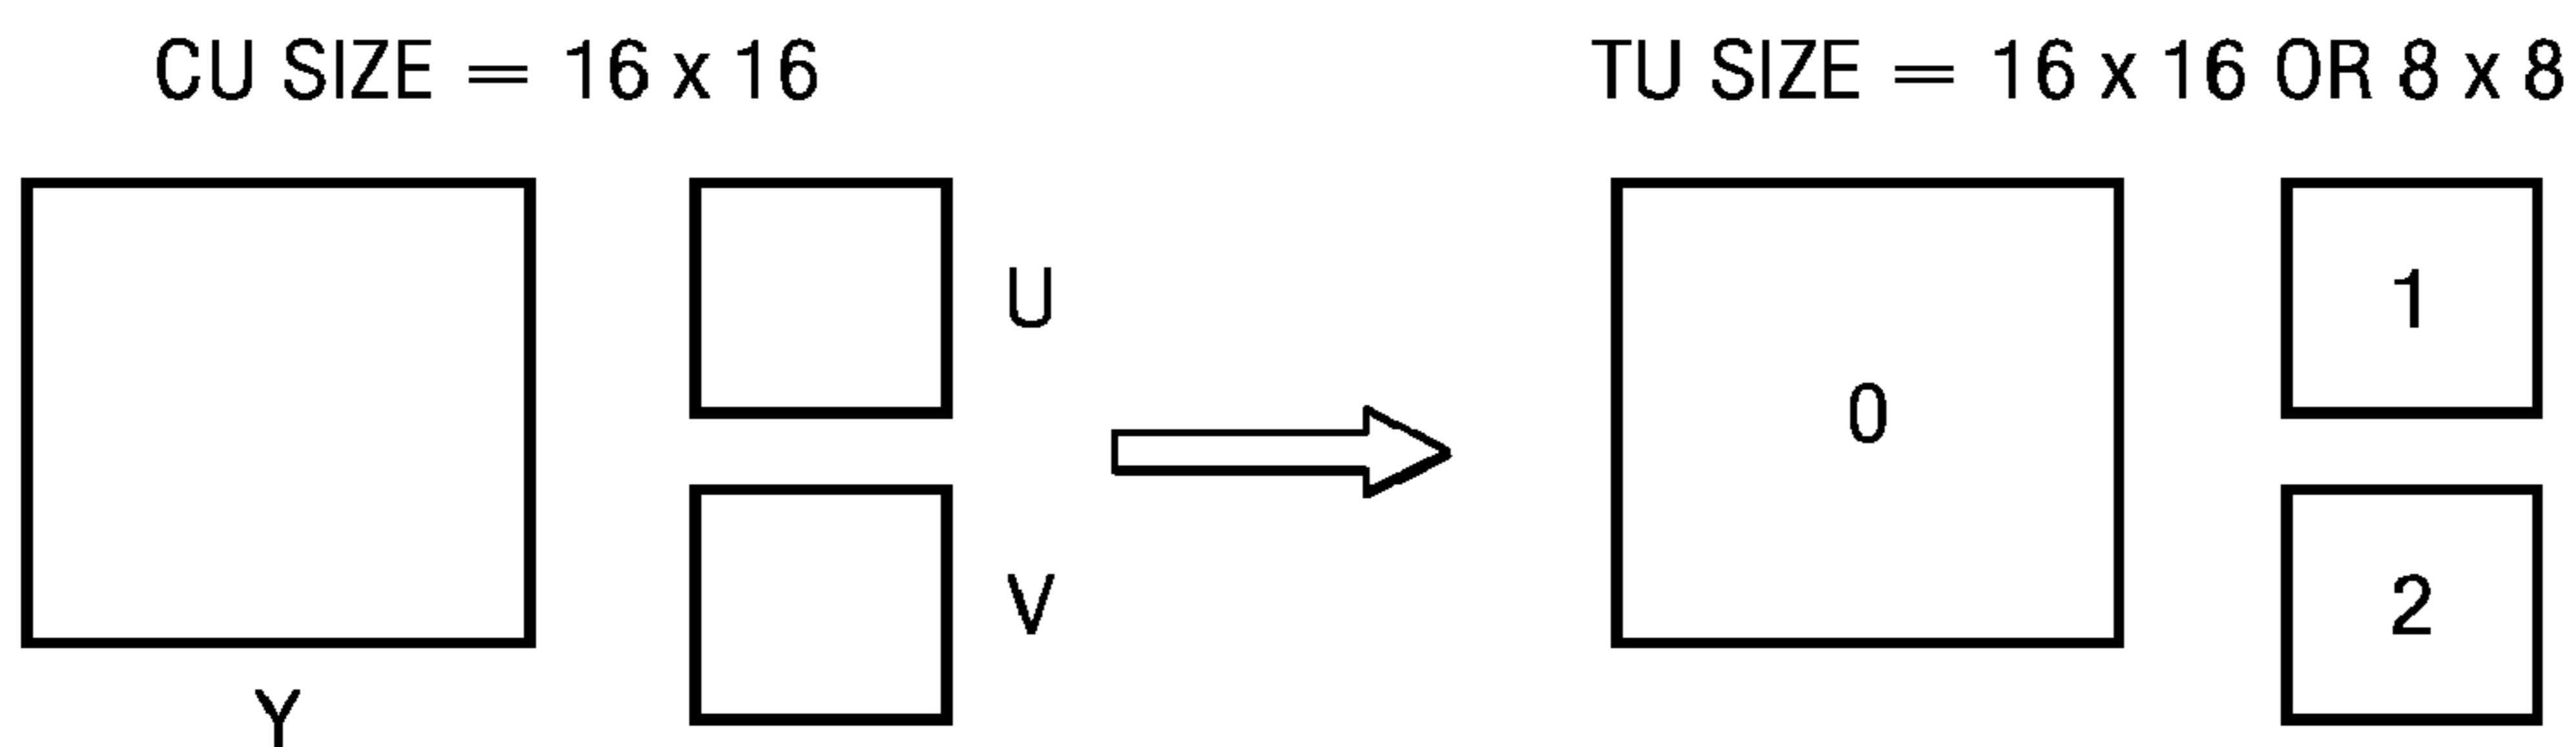 CU SIZE = 16 x 16
TU SIZE = 16 x 16 OR 8 x 8
U
V
Y
0
1
2